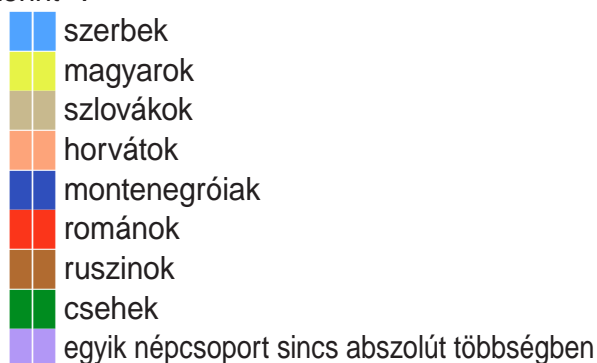 szerbek
magyarok
szlovákok
horvátok
montenegróiak
románok
ruszinok
csehek
egyik népcsoport sincs abszolút többségben